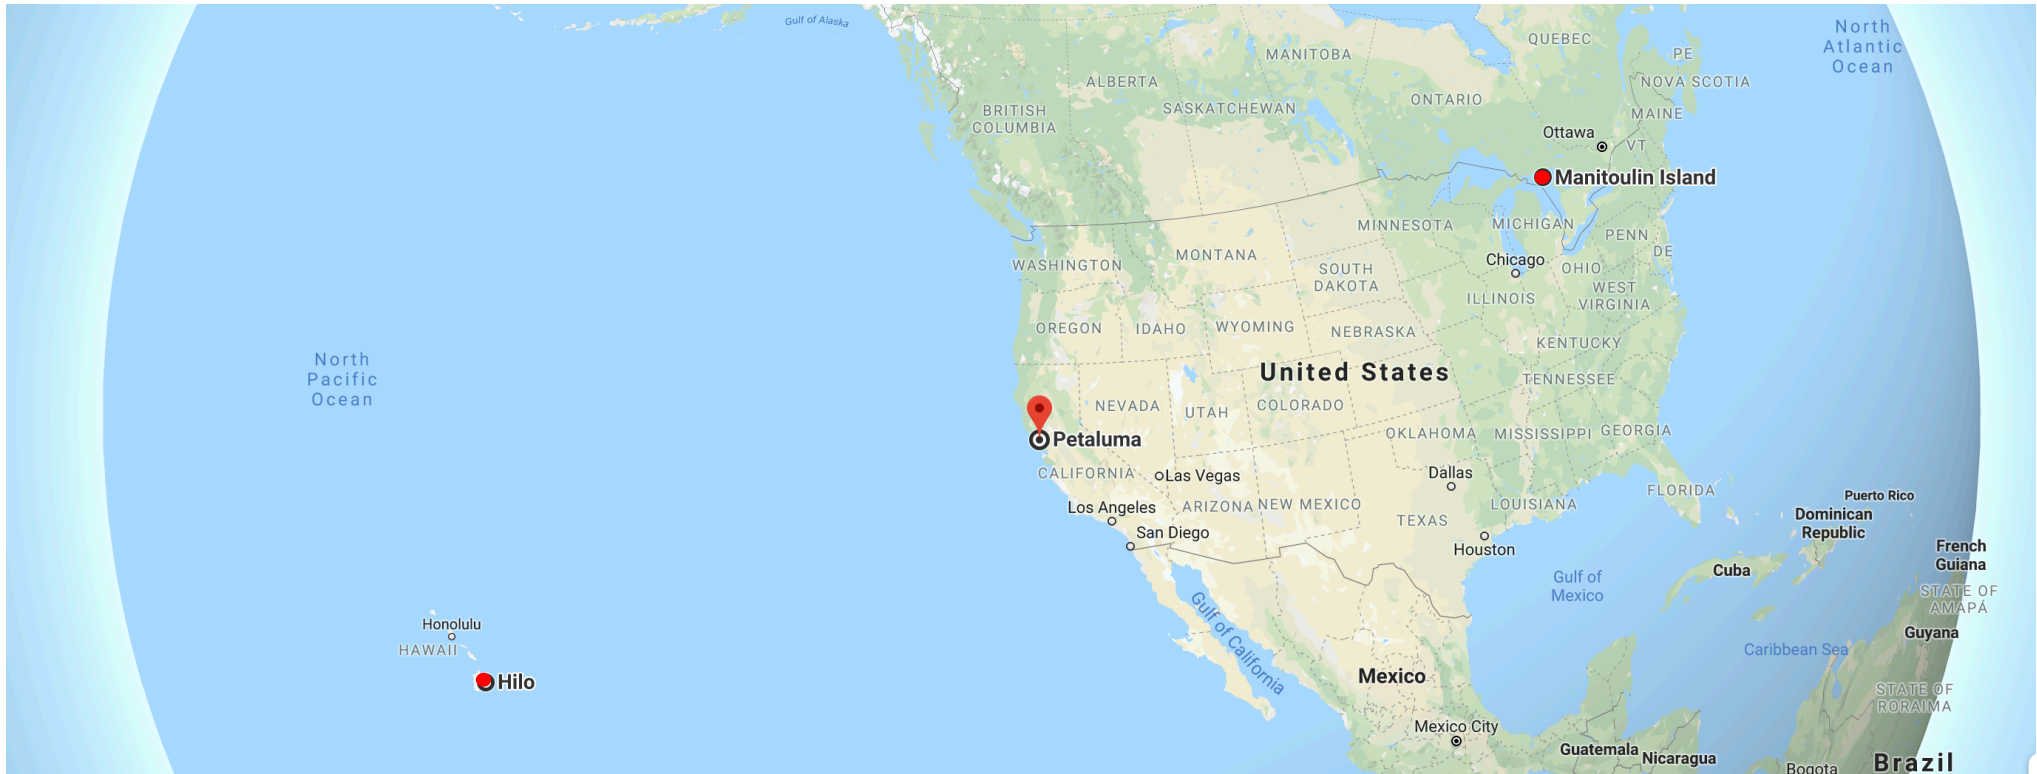 Gulf of Alaska
North
Atlantic
Ocean
QUEBEC
MANITOBA
PE
ALBERTA
NOVA SCOTIA
ONTARIO
SASKATCHEWAN
BRITISH
COLUMBIA
MAINE
Ottawa
VT
Manitoulin Island
MINNESOTA
MICHIGAN
PENN
DE
MONTANA
WASHINGTON
Chicago
OHIO
SOUTH
DAKOTA
WEST
VIRGINIA
ILLINOIS
OREGON
IDAHO
WYOMING
NEBRASKA
KENTUCKY
North
Pacific
Ocean
United States
TENNESSEE
NEVADA
UTAH
COLORADO
Petaluma
OKLAHOMA
MISSISSIPPI
GEORGIA
CALIFORNIA
Las Vegas
Dallas
FLORIDA
Puerto Rico
Los Angeles
ARIZONA
NEW MEXICO
LOUISIANA
TEXAS
Dominican
Republic
San Diego
Houston
French
Guiana
Cuba
Gulf of
Mexico
STATE OF
AMAPÁ
Gulf of California
Honolulu
HAWAII
Guyana
Caribbean Sea
Hilo
Mexico
STATE OF
RORAIMA
Mexico City
Guatemala
Nicaragua
Bogota
Brazil